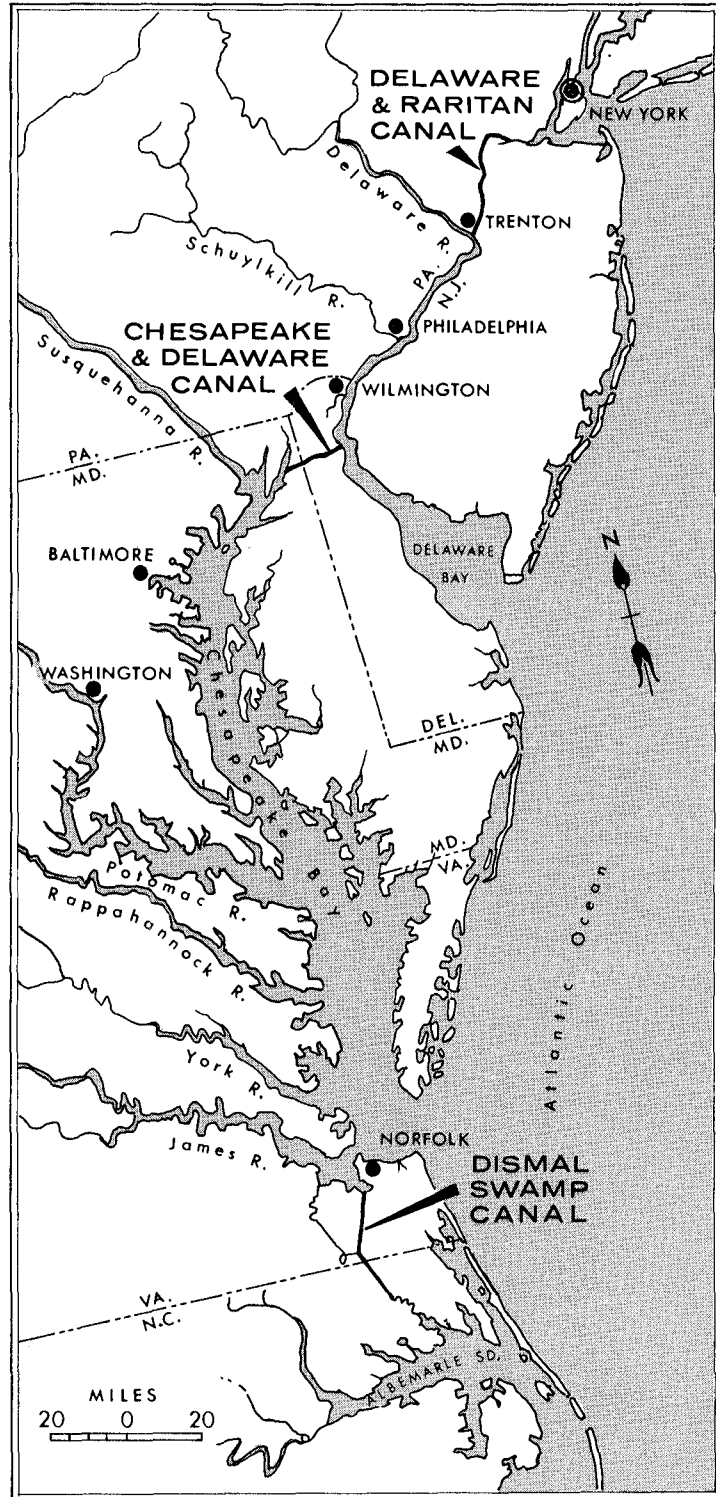 DELAWARE
& RARITAN
CANAL
NEW YORK
Delaware R.
TRENTON
PA.
N.J.
Schuylkill R.
PHILADELPHIA
CHESAPEAKE
& DELAWARE
CANAL
WILMINGTON
Susquehanna R.
PA.
MD.
BALTIMORE
DELAWARE
BAY
N
WASHINGTON
Chesapeake Bay
DEL.
MD.
MD.
VA.
Potomac R.
Rappahannock R.
Atlantic Ocean
York R.
James R.
NORFOLK
DISMAL
SWAMP
CANAL
VA.
N.C.
ALBEMARLE SD.
MILES
20 0 20